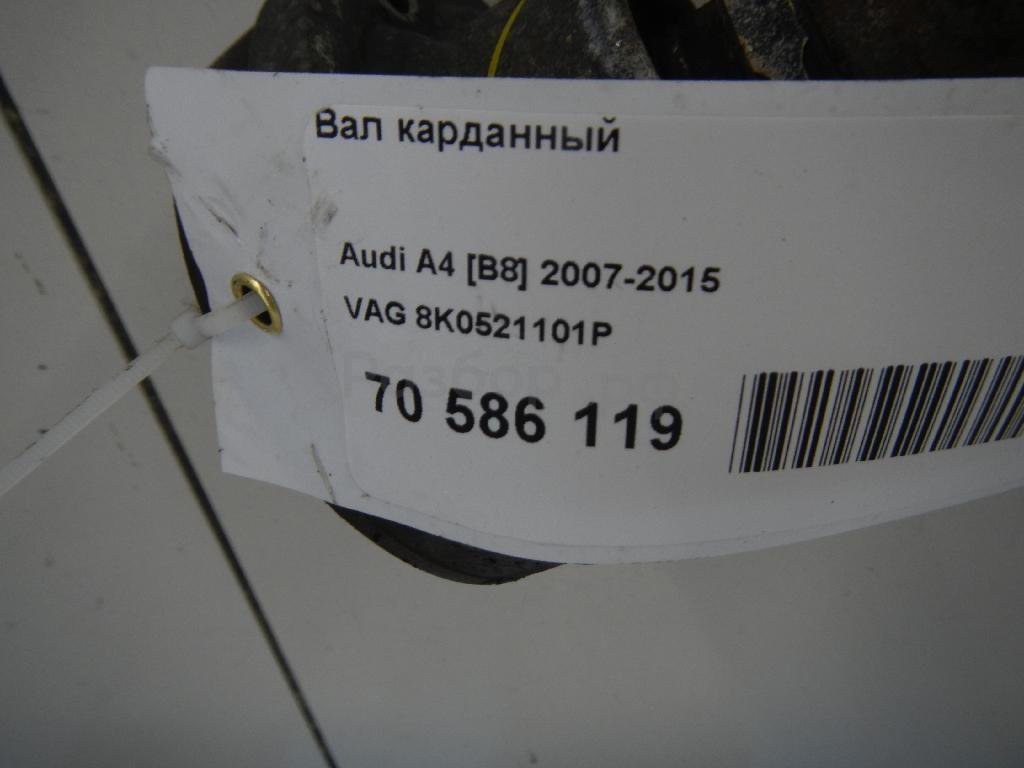 Вал карданный
Audi A4 [B8] 2007-2015
VAG 8K0521101P
70 586 119